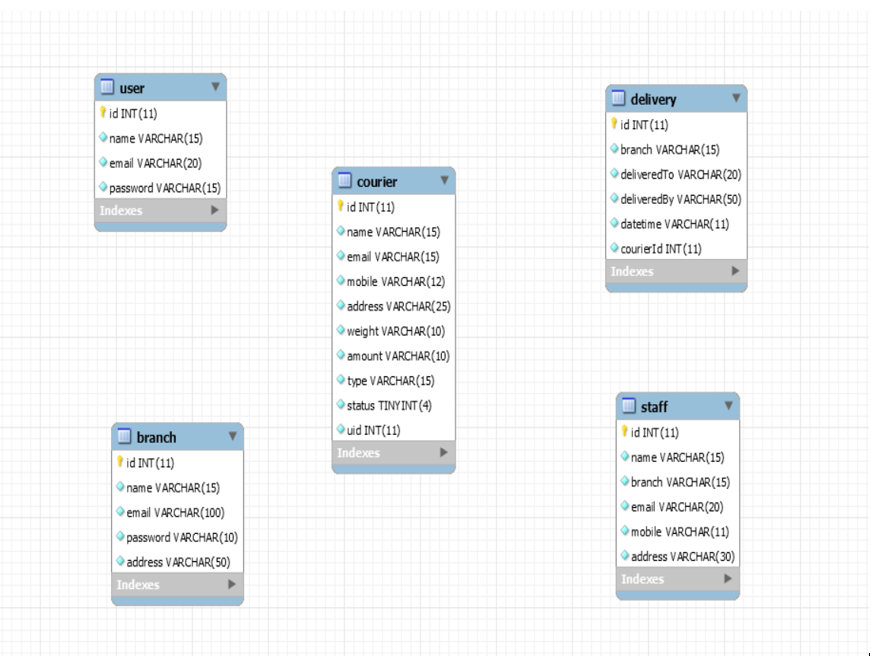 user
id INT(11)
name VARCHAR(15)
email VARCHAR(20)
password VARCHAR(15)
Indexes
delivery
id INT(11)
branch VARCHAR(15)
deliveredTo VARCHAR(20)
deliveredBy VARCHAR(50)
datetime VARCHAR(11)
courierId INT(11)
Indexes
courier
id INT(11)
name VARCHAR(15)
email VARCHAR(15)
mobile VARCHAR(12)
address VARCHAR(25)
weight VARCHAR(10)
amount VARCHAR(10)
type VARCHAR(15)
status TINYINT(4)
uid INT(11)
Indexes
branch
id INT(11)
name VARCHAR(15)
email VARCHAR(100)
password VARCHAR(10)
address VARCHAR(50)
Indexes
staff
id INT(11)
name VARCHAR(15)
branch VARCHAR(15)
email VARCHAR(20)
mobile VARCHAR(11)
address VARCHAR(30)
Indexes